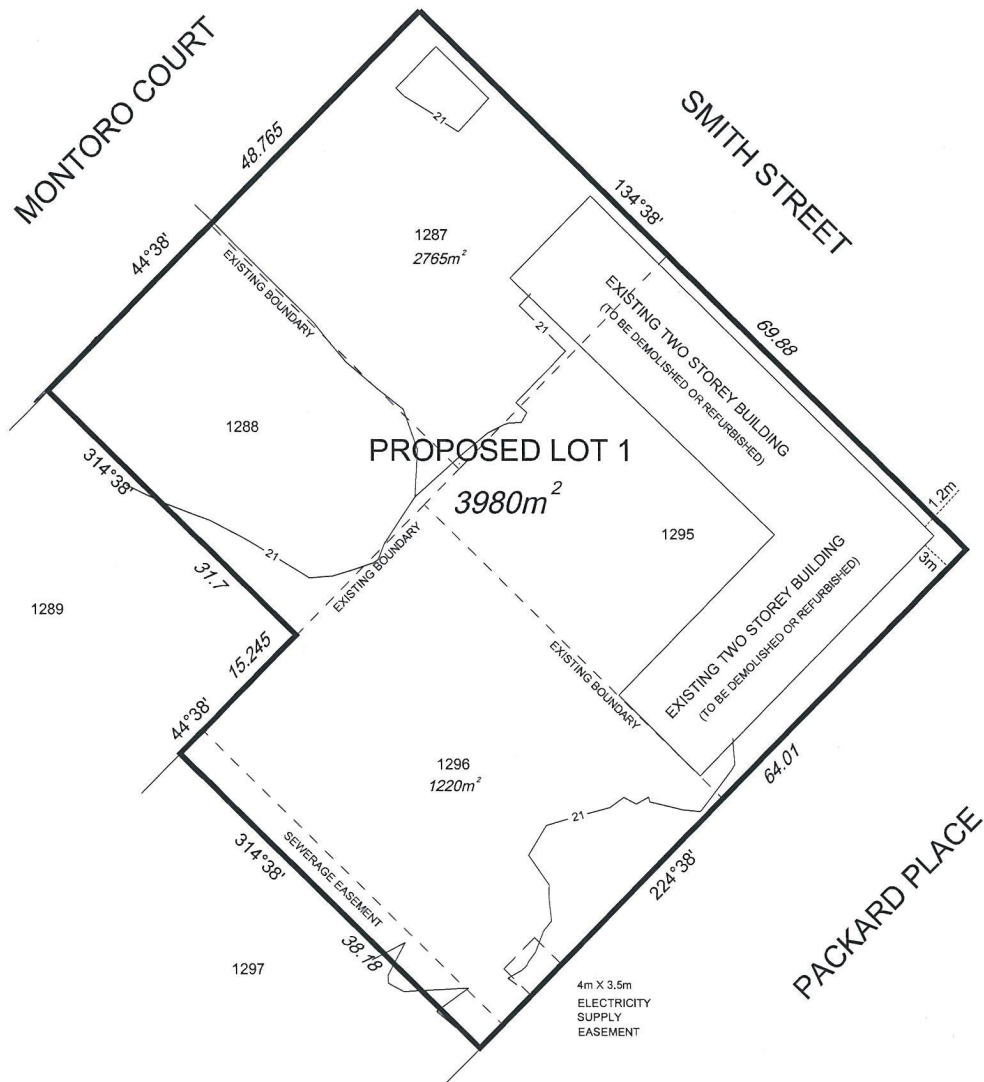 MONTORO COURT
SMITH STREET
48.765
44°38'
134°38'
69.88
21
1287
2765m²
EXISTING BOUNDARY
21
EXISTING TWO STOREY BUILDING
(TO BE DEMOLISHED OR REFURBISHED)
1288
PROPOSED LOT 1
3980m²
314°38'
31.7
21
EXISTING BOUNDARY
1295
1.2m
3m
EXISTING TWO STOREY BUILDING
(TO BE DEMOLISHED OR REFURBISHED)
1289
15.245
44°38'
EXISTING BOUNDARY
1296
1220m²
64.01
21
224°38'
PACKARD PLACE
314°38'
SEWERAGE EASEMENT
38.18
1297
4m X 3.5m
ELECTRICITY
SUPPLY
EASEMENT